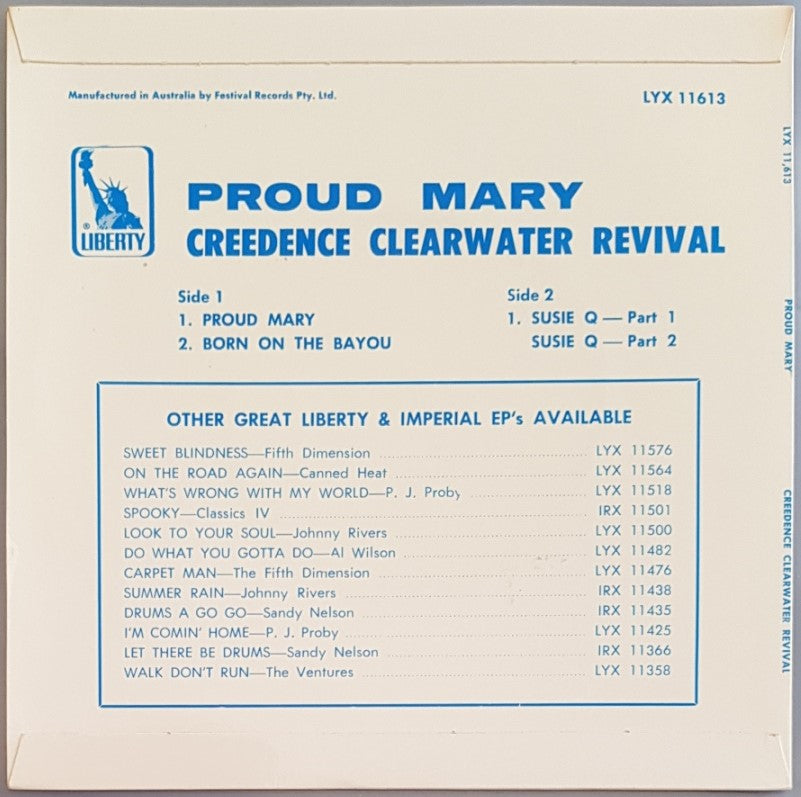 Manufactured in Australia by Festival Records Pty. Ltd.
LYX 11613
® LIBERTY
PROUD MARY
CREEDENCE CLEARWATER REVIVAL
Side 1
1. PROUD MARY
2. BORN ON THE BAYOU
Side 2
1. SUSIE Q — Part 1
SUSIE Q — Part 2
OTHER GREAT LIBERTY & IMPERIAL EP's AVAILABLE
SWEET BLINDNESS—Fifth Dimension LYX 11576
ON THE ROAD AGAIN—Canned Heat LYX 11564
WHAT'S WRONG WITH MY WORLD—P. J. Proby LYX 11518
SPOOKY—Classics IV IRX 11501
LOOK TO YOUR SOUL—Johnny Rivers LYX 11500
DO WHAT YOU GOTTA DO—Al Wilson LYX 11482
CARPET MAN—The Fifth Dimension LYX 11476
SUMMER RAIN—Johnny Rivers IRX 11438
DRUMS A GO GO—Sandy Nelson IRX 11435
I'M COMIN' HOME—P. J. Proby LYX 11425
LET THERE BE DRUMS—Sandy Nelson IRX 11366
WALK DON'T RUN—The Ventures LYX 11358
LYX 11,613
PROUD MARY
CREEDENCE CLEARWATER REVIVAL